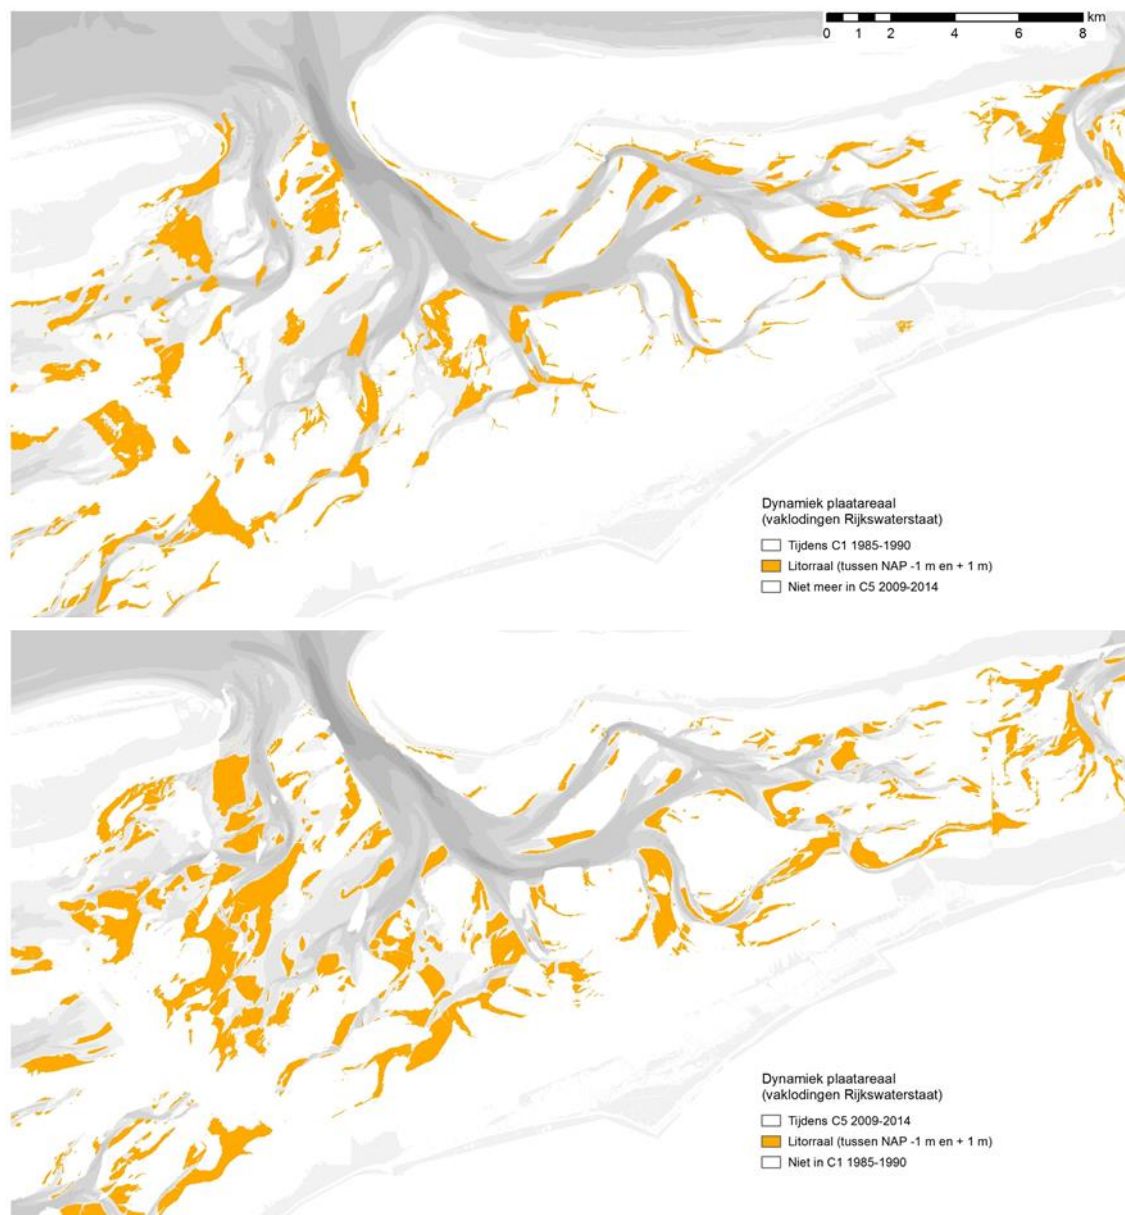 km
0 1 2 4 6 8
Dynamiek plaatareaal
(vaklodingen Rijkswaterstaat)
Tijdens C1 1985-1990
Litorraal (tussen NAP -1 m en + 1 m)
Niet meer in C5 2009-2014
Dynamiek plaatareaal
(vaklodingen Rijkswaterstaat)
Tijdens C5 2009-2014
Litorraal (tussen NAP -1 m en + 1 m)
Niet in C1 1985-1990